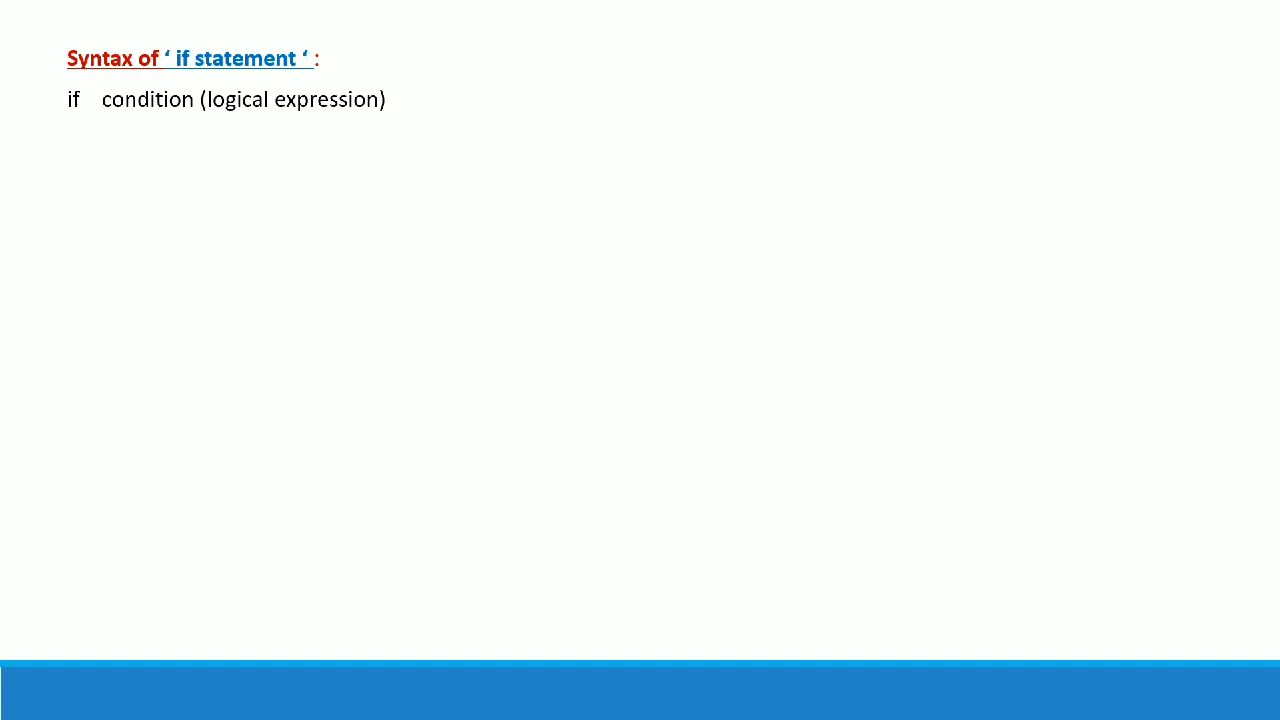 Syntax of ‘ if statement ‘ :
if condition (logical expression)